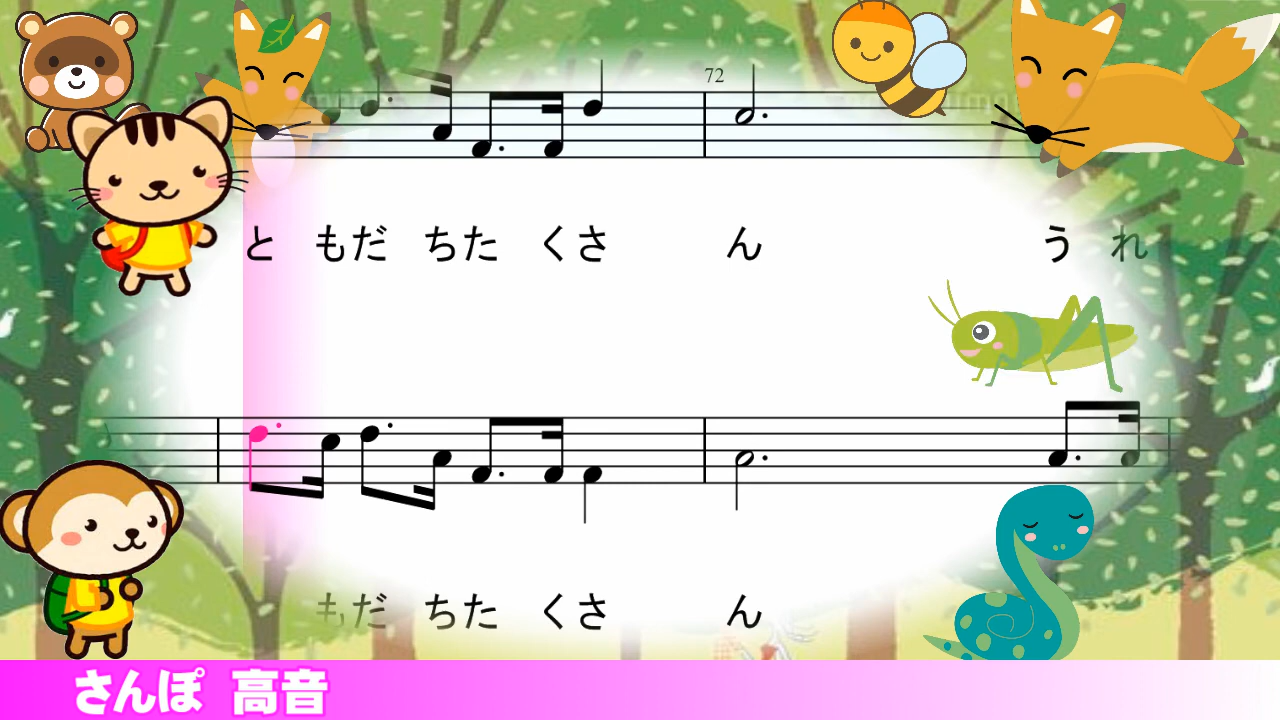 72
と もだ ちた くさ ん う れ
もだ ちた くさ ん
さんぽ 高音